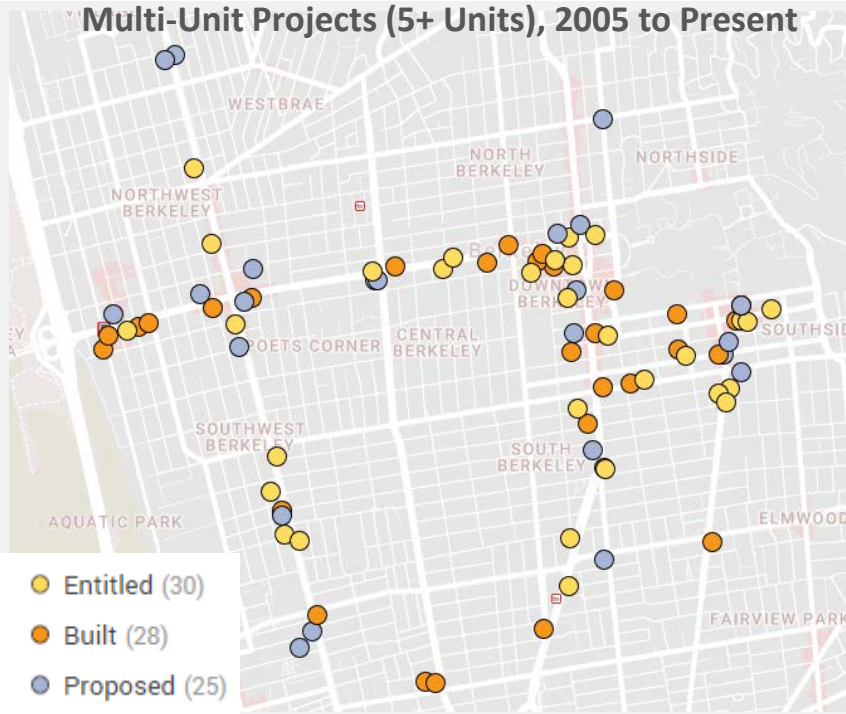 Multi-Unit Projects (5+ Units), 2005 to Present
WESTBRAE
NORTH
BERKELEY
NORTHSIDE
NORTHWEST
BERKELEY
DOWNTOWN
BERKELEY
POETS CORNER
CENTRAL
BERKELEY
SOUTHSID
SOUTHWEST
BERKELEY
SOUTH
BERKELEY
AQUATIC PARK
ELMWOOD
FAIRVIEW PARK
Entitled (30)
Built (28)
Proposed (25)